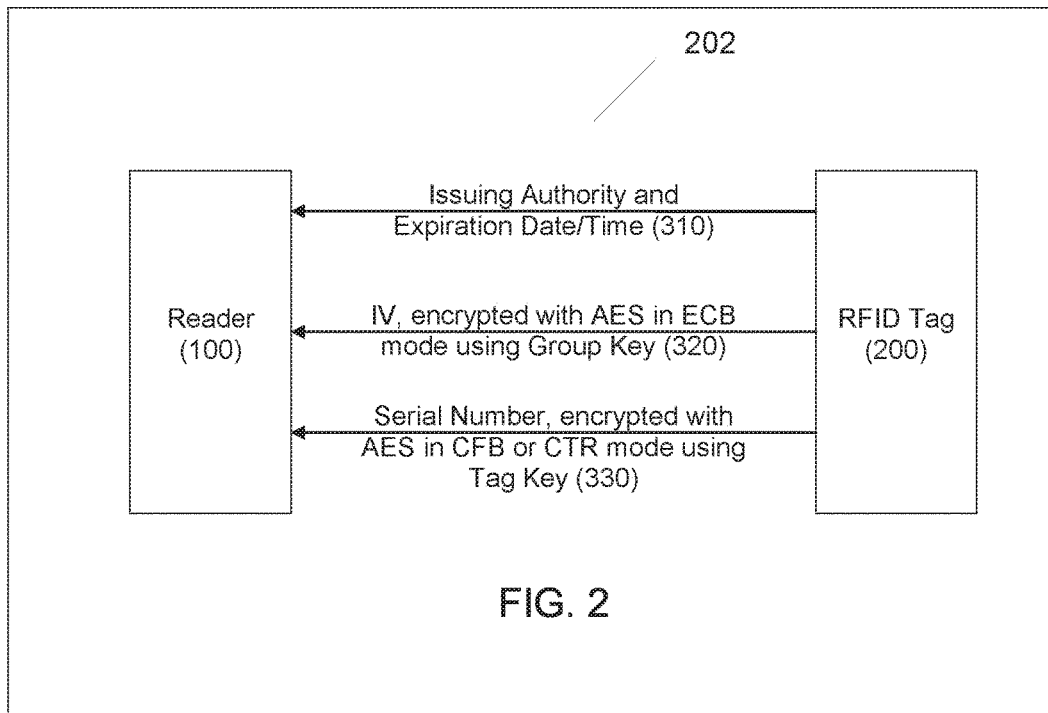 202
Issuing Authority and
Expiration Date/Time (310)
Reader
(100)
IV, encrypted with AES in ECB
mode using Group Key (320)
RFID Tag
(200)
Serial Number, encrypted with
AES in CFB or CTR mode using
Tag Key (330)
FIG. 2